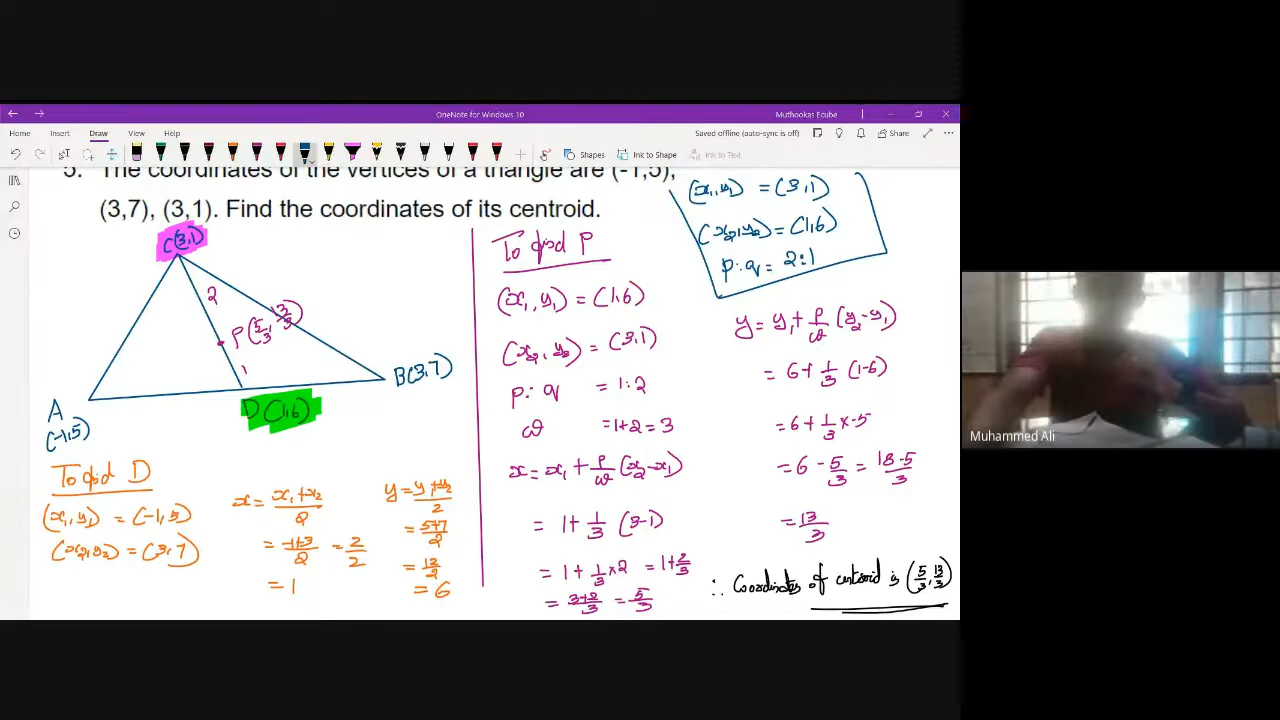 OneNote for Windows 10
Muthookas Ecube
Home Insert Draw View Help
Saved offline (auto-sync is off)
Share
Shapes
Ink to Shape
Ink to Text
5. The coordinates of the vertices of a triangle are (-1,5),
(3,7), (3,1). Find the coordinates of its centroid.
C(3,1)
2
P(5/3, 13/3)
1
B(3,7)
A
(-1,5)
D(1,6)
To find D
(x₁,y₁) = (-1,5)
(x₂,y₂) = (3,7)
x = (x₁+x₂)/2
= (-1+3)/2 = 2/2
= 1
y = (y₁+y₂)/2
= (5+7)/2
= 12/2
= 6
To find P
(x₁,y₁) = (1,6)
(x₂,y₂) = (3,1)
p:q = 1:2
ω = 1+2=3
x = x₁ + p/ω (x₂-x₁)
= 1 + 1/3 (3-1)
= 1 + 1/3 ×2 = 1+2/3
= (3+2)/3 = 5/3
(x₁,y₁) = (3,1)
(x₂,y₂) = (1,6)
p:q = 2:1
y = y₁ + p/ω (y₂-y₁)
= 6 + 1/3 (1-6)
= 6 + 1/3 × -5
= 6 - 5/3 = (18-5)/3
= 13/3
∴ Coordinates of centroid is (5/3, 13/3)
Muhammed Ali